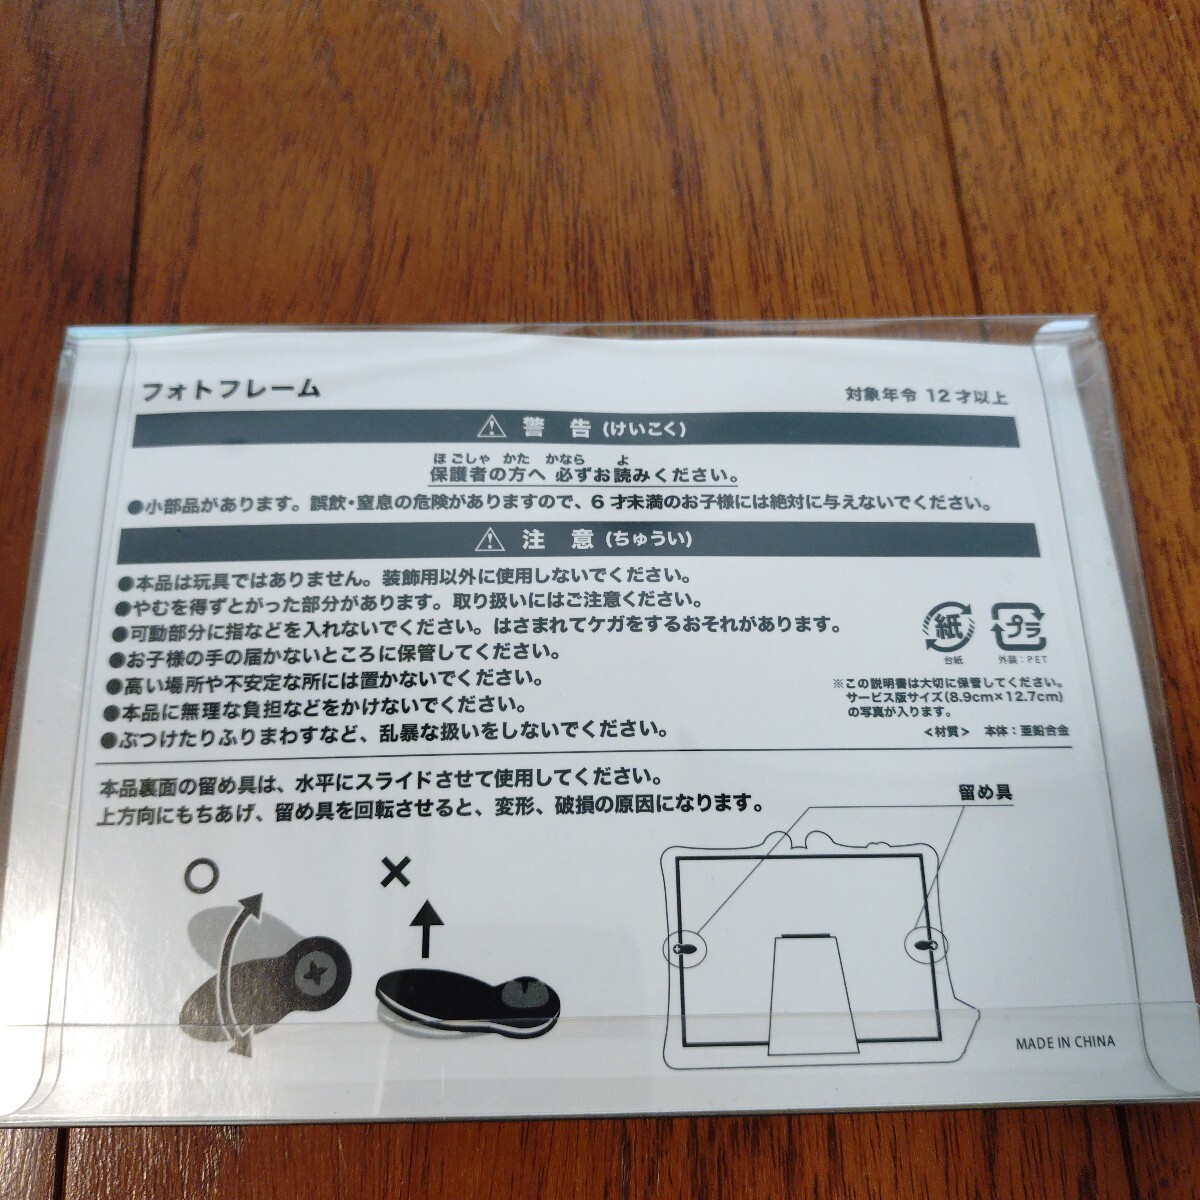 フォトフレーム
対象年令 12才以上
⚠ 警 告 (けいこく)
ほごしゃ かた かなら よ
保護者の方へ 必ずお読みください。
●小部品があります。誤飲・窒息の危険がありますので、6才未満のお子様には絶対に与えないでください。
⚠ 注 意 (ちゅうい)
●本品は玩具ではありません。装飾用以外に使用しないでください。
●やむを得ずとがった部分があります。取り扱いにはご注意ください。
●可動部分に指などを入れないでください。はさまれてケガをするおそれがあります。
●お子様の手の届かないところに保管してください。
●高い場所や不安定な所には置かないでください。
●本品に無理な負担などをかけないでください。
●ぶつけたりふりまわすなど、乱暴な扱いをしないでください。
紙
台紙
プラ
外装:PET
※この説明書は大切に保管してください。
サービス版サイズ(8.9cm×12.7cm)
の写真が入ります。
<材質> 本体:亜鉛合金
本品裏面の留め具は、水平にスライドさせて使用してください。
上方向にもちあげ、留め具を回転させると、変形、破損の原因になります。
留め具
MADE IN CHINA